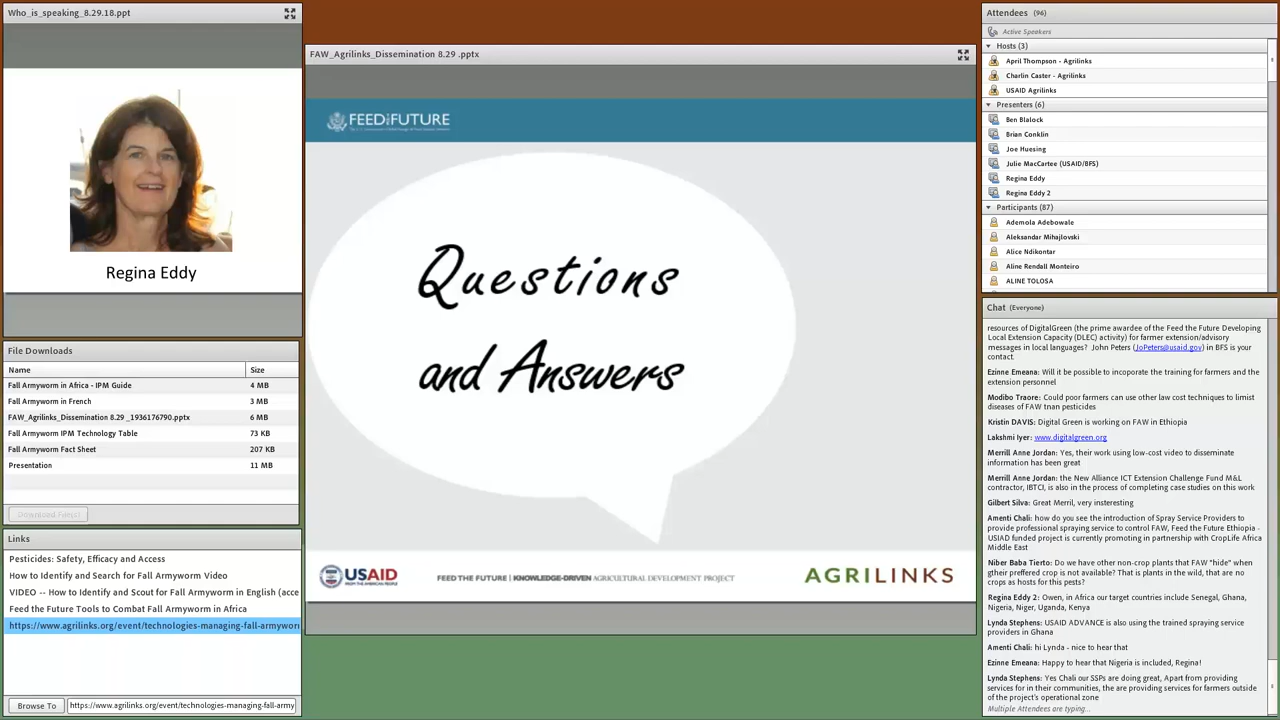 Who_is_speaking_8.29.18.ppt
Regina Eddy
File Downloads
Name Size
Fall Armyworm in Africa - IPM Guide 4 MB
Fall Armyworm in French 3 MB
FAW_Agrilinks_Dissemination 8.29 _1936176790.pptx 6 MB
Fall Armyworm IPM Technology Table 73 KB
Fall Armyworm Fact Sheet 207 KB
Presentation 11 MB
Download File(s)
Links
Pesticides: Safety, Efficacy and Access
How to Identify and Search for Fall Armyworm Video
VIDEO -- How to Identify and Scout for Fall Armyworm in English (acce
Feed the Future Tools to Combat Fall Armyworm in Africa
https://www.agrilinks.org/event/technologies-managing-fall-armyworm
Browse To https://www.agrilinks.org/event/technologies-managing-fall-army
FAW_Agrilinks_Dissemination 8.29 .pptx
FEED THE FUTURE
Questions
and Answers
USAID
FROM THE AMERICAN PEOPLE
FEED THE FUTURE | KNOWLEDGE-DRIVEN AGRICULTURAL DEVELOPMENT PROJECT
AGRILINKS
Attendees (96)
Active Speakers
Hosts (3)
April Thompson - Agrilinks
Charlin Caster - Agrilinks
USAID Agrilinks
Presenters (6)
Ben Blalock
Brian Conklin
Joe Huesing
Julie MacCartee (USAID/BFS)
Regina Eddy
Regina Eddy 2
Participants (87)
Ademola Adebowale
Aleksandar Mihajlovski
Alice Ndikontar
Aline Rendall Monteiro
ALINE TOLOSA
Chat (Everyone)
resources of DigitalGreen (the prime awardee of the Feed the Future Developing
Local Extension Capacity (DLEC) activity) for farmer extension/advisory
messages in local languages? John Peters (JoPeters@usaid.gov) in BFS is your
contact.
Ezinne Emeana: Will it be possible to incoporate the training for farmers and the
extension personnel
Modibo Traore: Could poor farmers can use other law cost techniques to limist
diseases of FAW tnan pesticides
Kristin DAVIS: Digital Green is working on FAW in Ethiopia
Lakshmi Iyer: www.digitalgreen.org
Merrill Anne Jordan: Yes, their work using low-cost video to disseminate
information has been great
Merrill Anne Jordan: the New Alliance ICT Extension Challenge Fund M&L
contractor, IBTCI, is also in the process of completing case studies on this work
Gilbert Silva: Great Merril, very insteresting
Amenti Chali: how do you see the introduction of Spray Service Providers to
provide professional spraying service to control FAW, Feed the Future Ethiopia -
USIAD funded project is currently promoting in partnership with CropLife Africa
Middle East
Niber Baba Tierto: Do we have other non-crop plants that FAW "hide" when
gtheir preffered crop is not available? That is plants in the wild, that are no
crops as hosts for this pests?
Regina Eddy 2: Owen, in Africa our target countries include Senegal, Ghana,
Nigeria, Niger, Uganda, Kenya
Lynda Stephens: USAID ADVANCE is also using the trained spraying service
providers in Ghana
Amenti Chali: hi Lynda - nice to hear that
Ezinne Emeana: Happy to hear that Nigeria is included, Regina!
Lynda Stephens: Yes Chali our SSPs are doing great, Apart from providing
services for in their communities, the are providing services for farmers outside
of the project's operational zone
Multiple Attendees are typing...